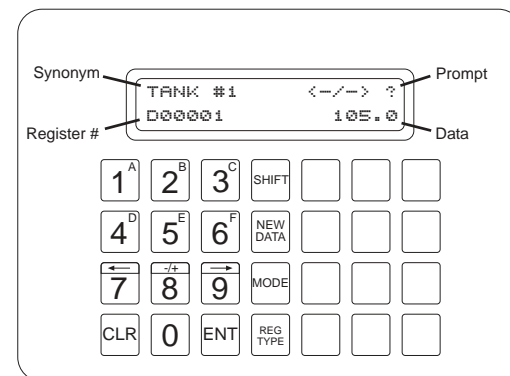 Synonym
Prompt
TANK #1 <-/-> ?
D00001 105.0
Register #
Data
1 A 2 B 3 C SHIFT
4 D 5 E 6 F NEW DATA
7 ← 8 -/+ 9 → MODE
CLR 0 ENT REG TYPE